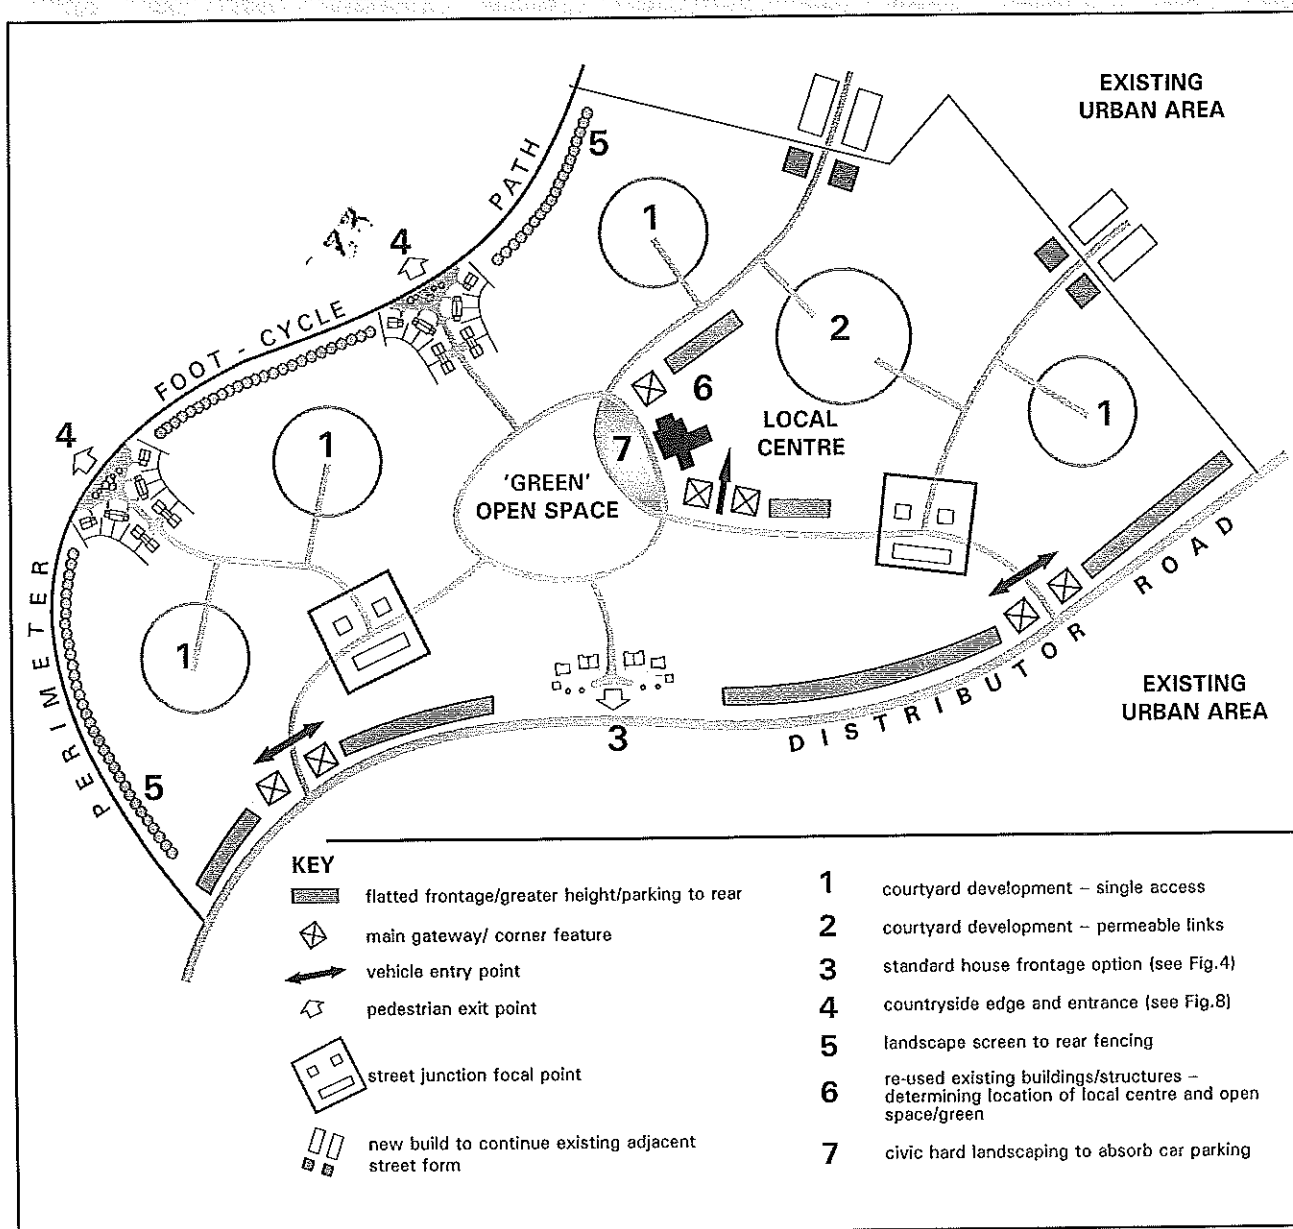 EXISTING
URBAN AREA
PATH
5
1
4
2
FOOT - CYCLE
6
LOCAL
CENTRE
1
4
1
7
'GREEN'
OPEN SPACE
PERIMETER
1
5
3
DISTRIBUTOR ROAD
EXISTING
URBAN AREA
KEY
flatted frontage/greater height/parking to rear
main gateway/ corner feature
vehicle entry point
pedestrian exit point
street junction focal point
new build to continue existing adjacent
street form
1 courtyard development – single access
2 courtyard development – permeable links
3 standard house frontage option (see Fig.4)
4 countryside edge and entrance (see Fig.8)
5 landscape screen to rear fencing
6 re-used existing buildings/structures –
determining location of local centre and open
space/green
7 civic hard landscaping to absorb car parking